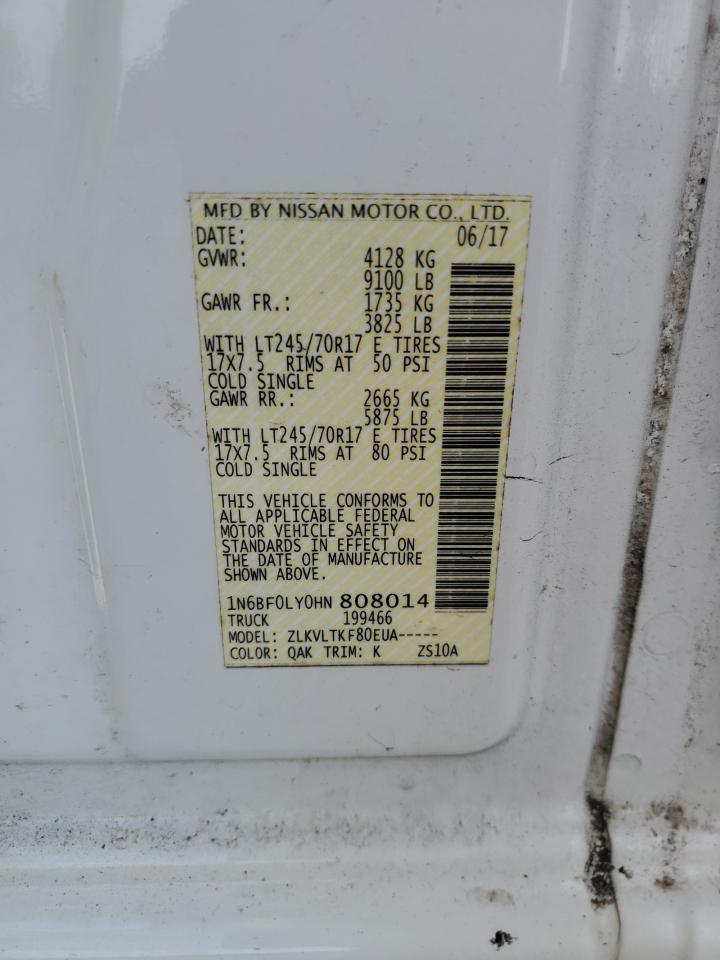 MFD BY NISSAN MOTOR CO., LTD.
DATE: 06/17
GVWR: 4128 KG
9100 LB
GAWR FR.: 1735 KG
3825 LB
WITH LT245/70R17 E TIRES
17X7.5 RIMS AT 50 PSI
COLD SINGLE
GAWR RR.: 2665 KG
5875 LB
WITH LT245/70R17 E TIRES
17X7.5 RIMS AT 80 PSI
COLD SINGLE
THIS VEHICLE CONFORMS TO
ALL APPLICABLE FEDERAL
MOTOR VEHICLE SAFETY
STANDARDS IN EFFECT ON
THE DATE OF MANUFACTURE
SHOWN ABOVE.
1N6BF0LY0HN 808014
TRUCK 199466
MODEL: ZLKVLTKF80EUA-----
COLOR: QAK TRIM: K ZS10A